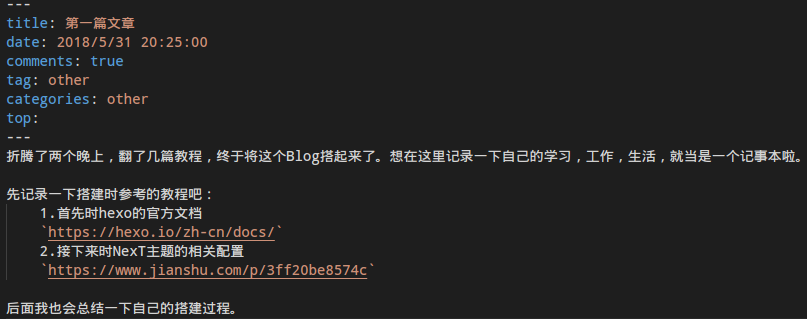 ---
title: 第一篇文章
date: 2018/5/31 20:25:00
comments: true
tag: other
categories: other
top:
---
折腾了两个晚上，翻了几篇教程，终于将这个Blog搭起来了。想在这里记录一下自己的学习，工作，生活，就当是一个记事本啦。
先记录一下搭建时参考的教程吧：
1.首先时hexo的官方文档
`https://hexo.io/zh-cn/docs/`
2.接下来时NexT主题的相关配置
`https://www.jianshu.com/p/3ff20be8574c`
后面我也会总结一下自己的搭建过程。